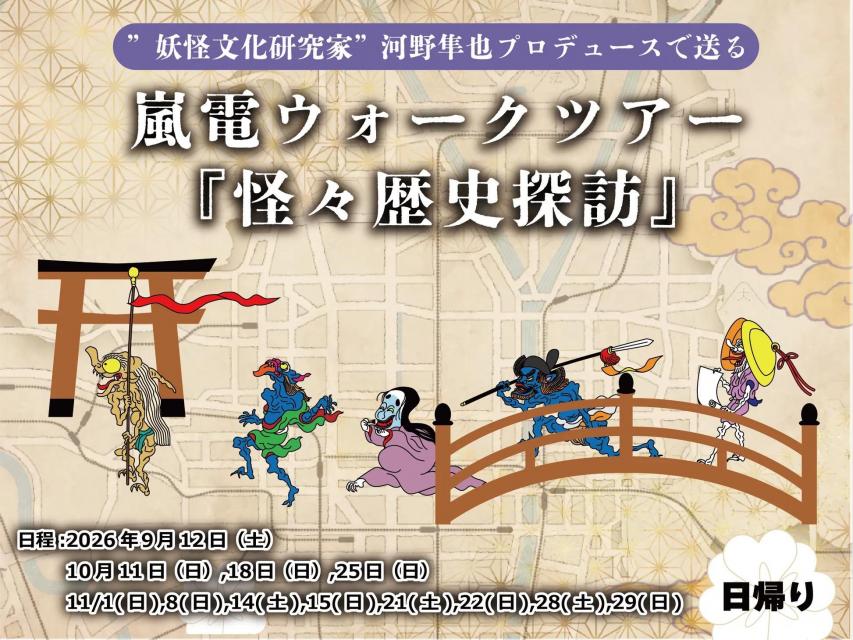 ”妖怪文化研究家”河野隼也プロデュースで送る
嵐電ウォークツアー
『怪々歴史探訪』
日程:2026年9月12日（土）
10月11日（日）,18日（日）,25日（日）
11/1(日),8(日),14(土),15(日),21(土),22(日),28(土),29(日)
日帰り